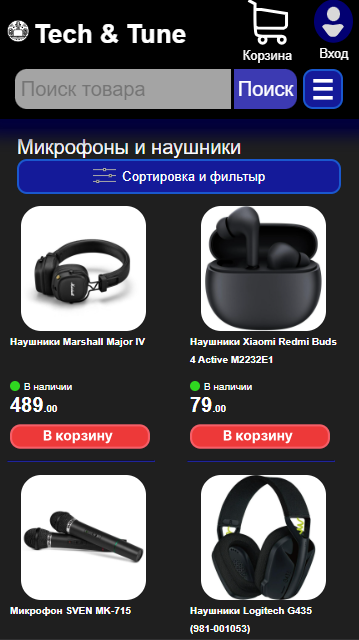 Tech & Tune
Корзина
Вход
Поиск товара
Поиск
Микрофоны и наушники
Сортировка и фильтыр
Наушники Marshall Major IV
Наушники Xiaomi Redmi Buds
4 Active M2232E1
В наличии
489.00
В корзину
В наличии
79.00
В корзину
Микрофон SVEN MK-715
Наушники Logitech G435
(981-001053)